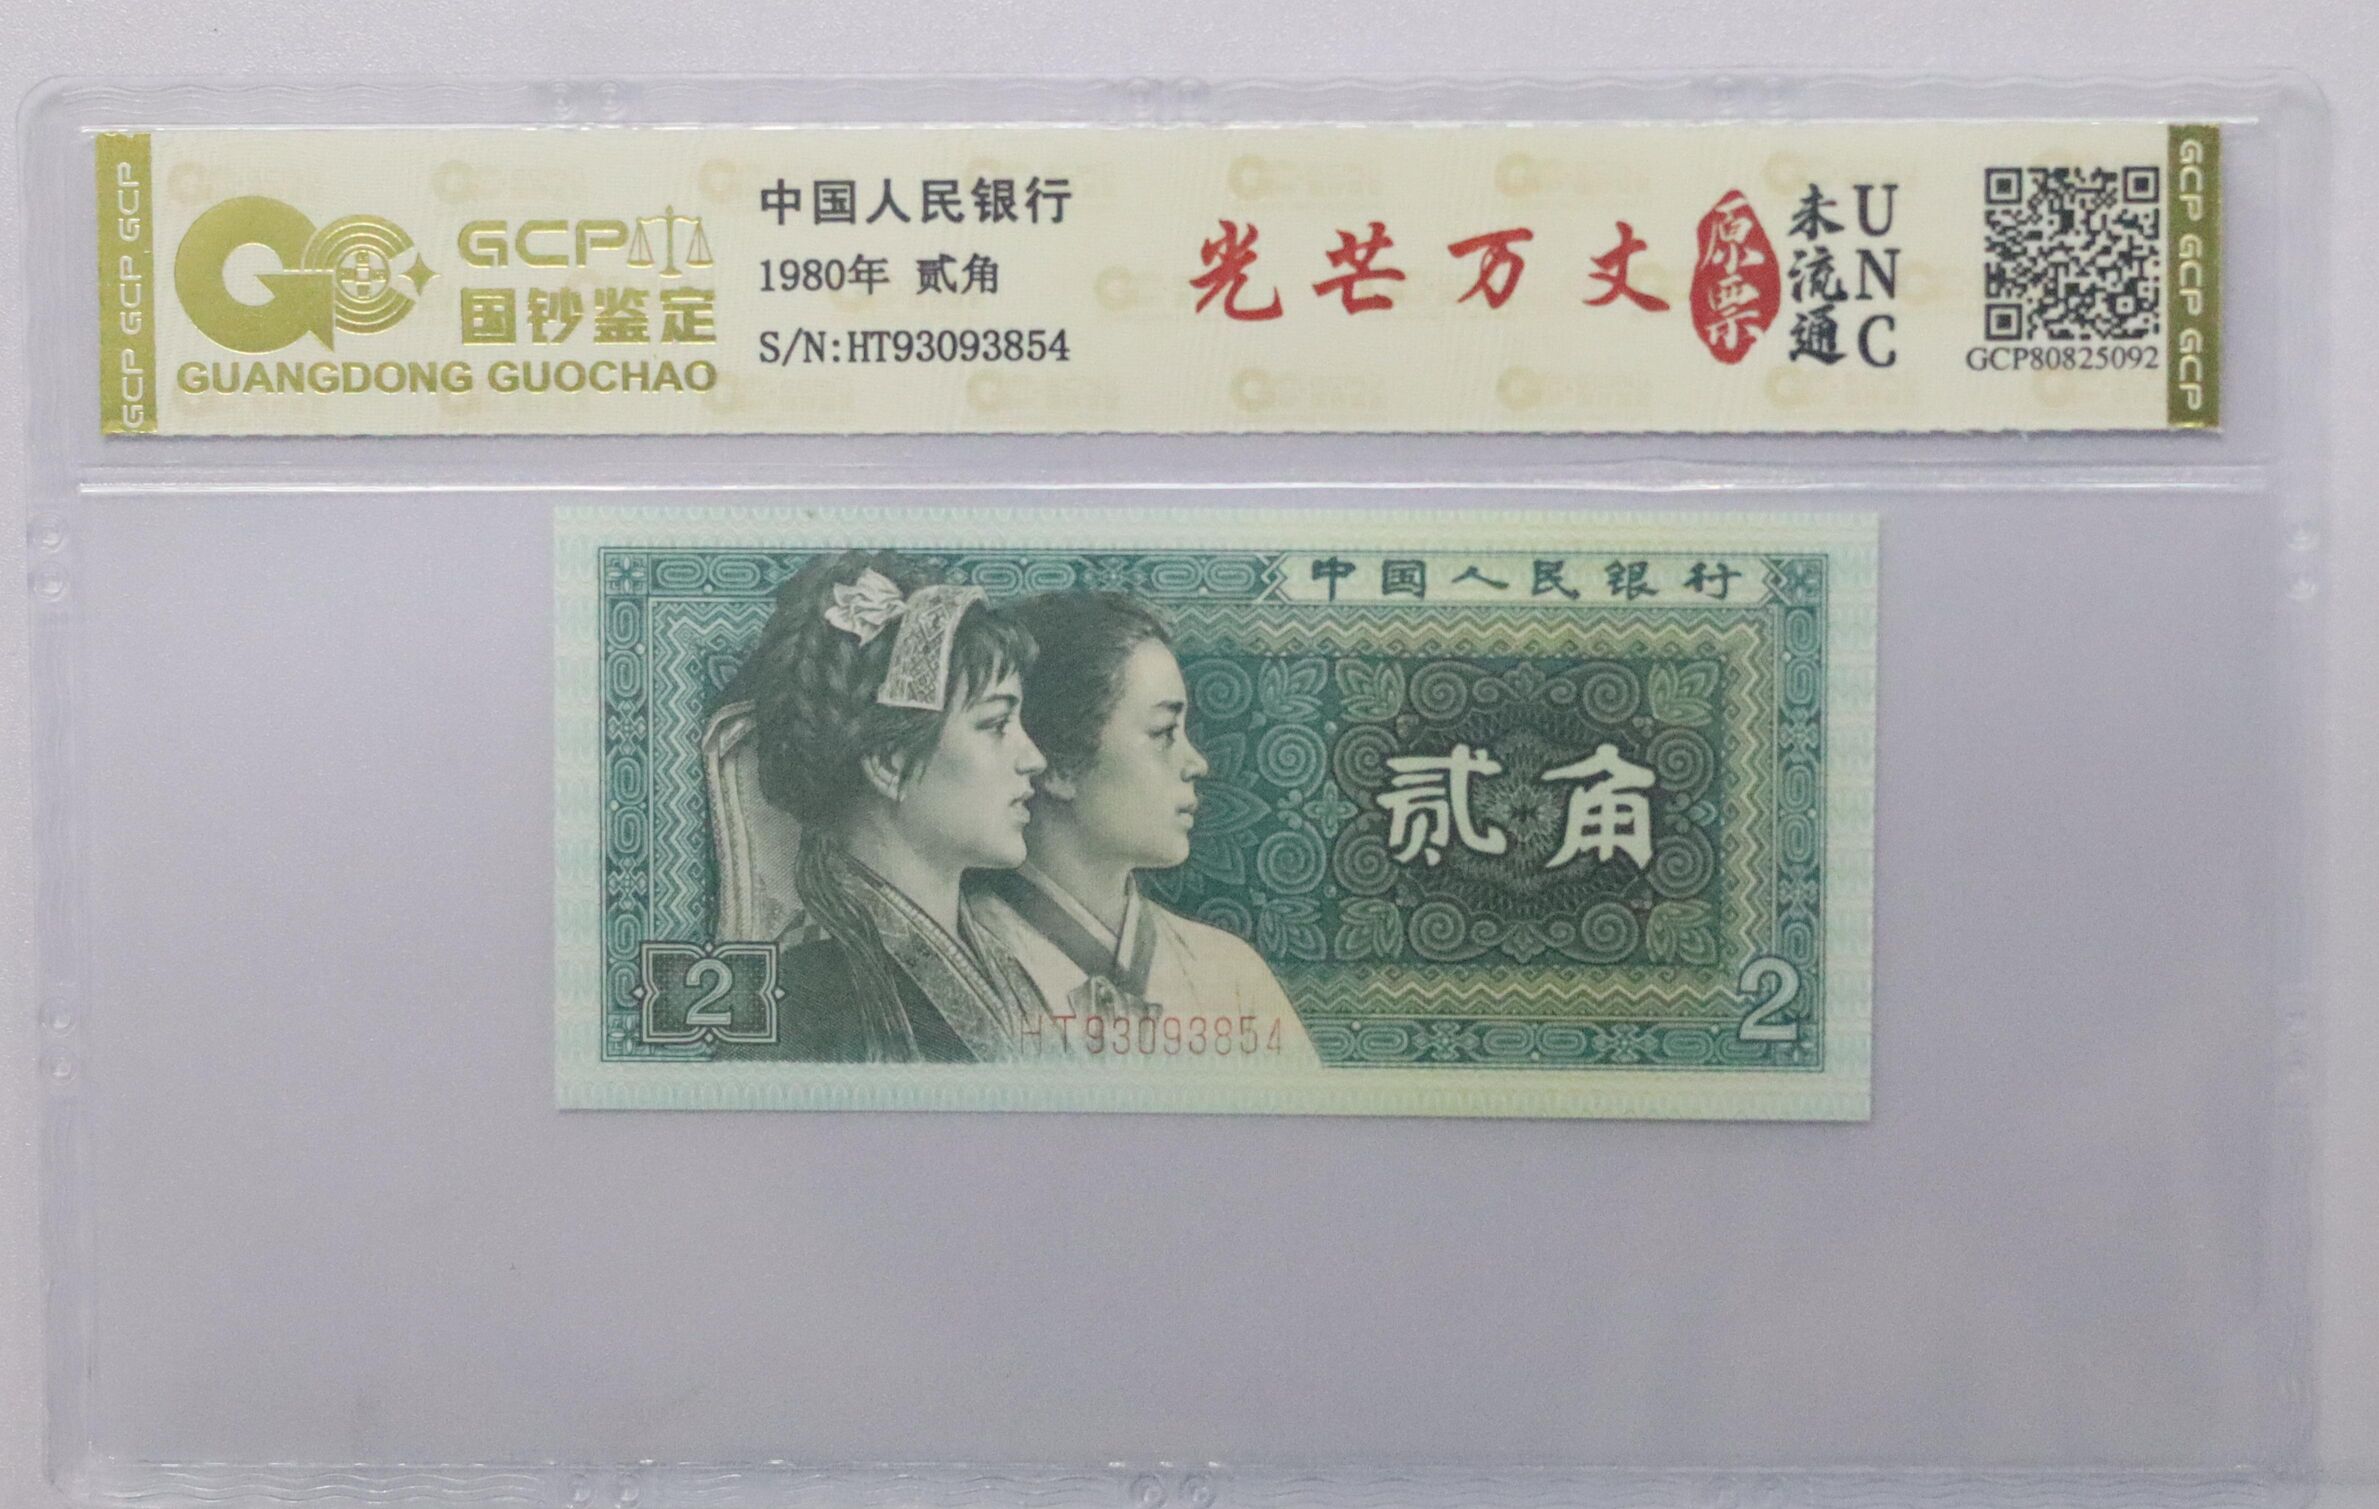 GCP GCP GCP
GCP
国钞鉴定
GUANGDONG GUOCHAO
中国人民银行
1980年 贰角
S/N:HT93093854
光芒万丈
原票
未流通
UNC
GCP80825092
GCP GCP GCP
中国人民银行
贰角
2
2
HT93093854